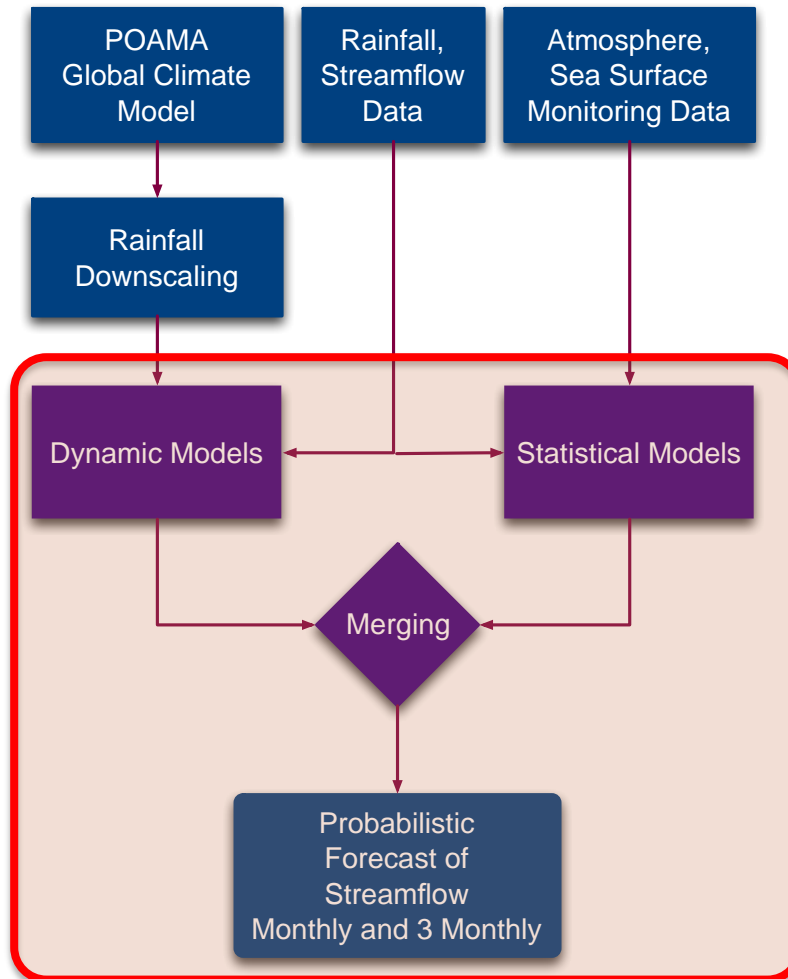 POAMA
Global Climate
Model
Rainfall,
Streamflow
Data
Atmosphere,
Sea Surface
Monitoring Data
Rainfall
Downscaling
Dynamic Models
Statistical Models
Merging
Probabilistic
Forecast of
Streamflow
Monthly and 3 Monthly